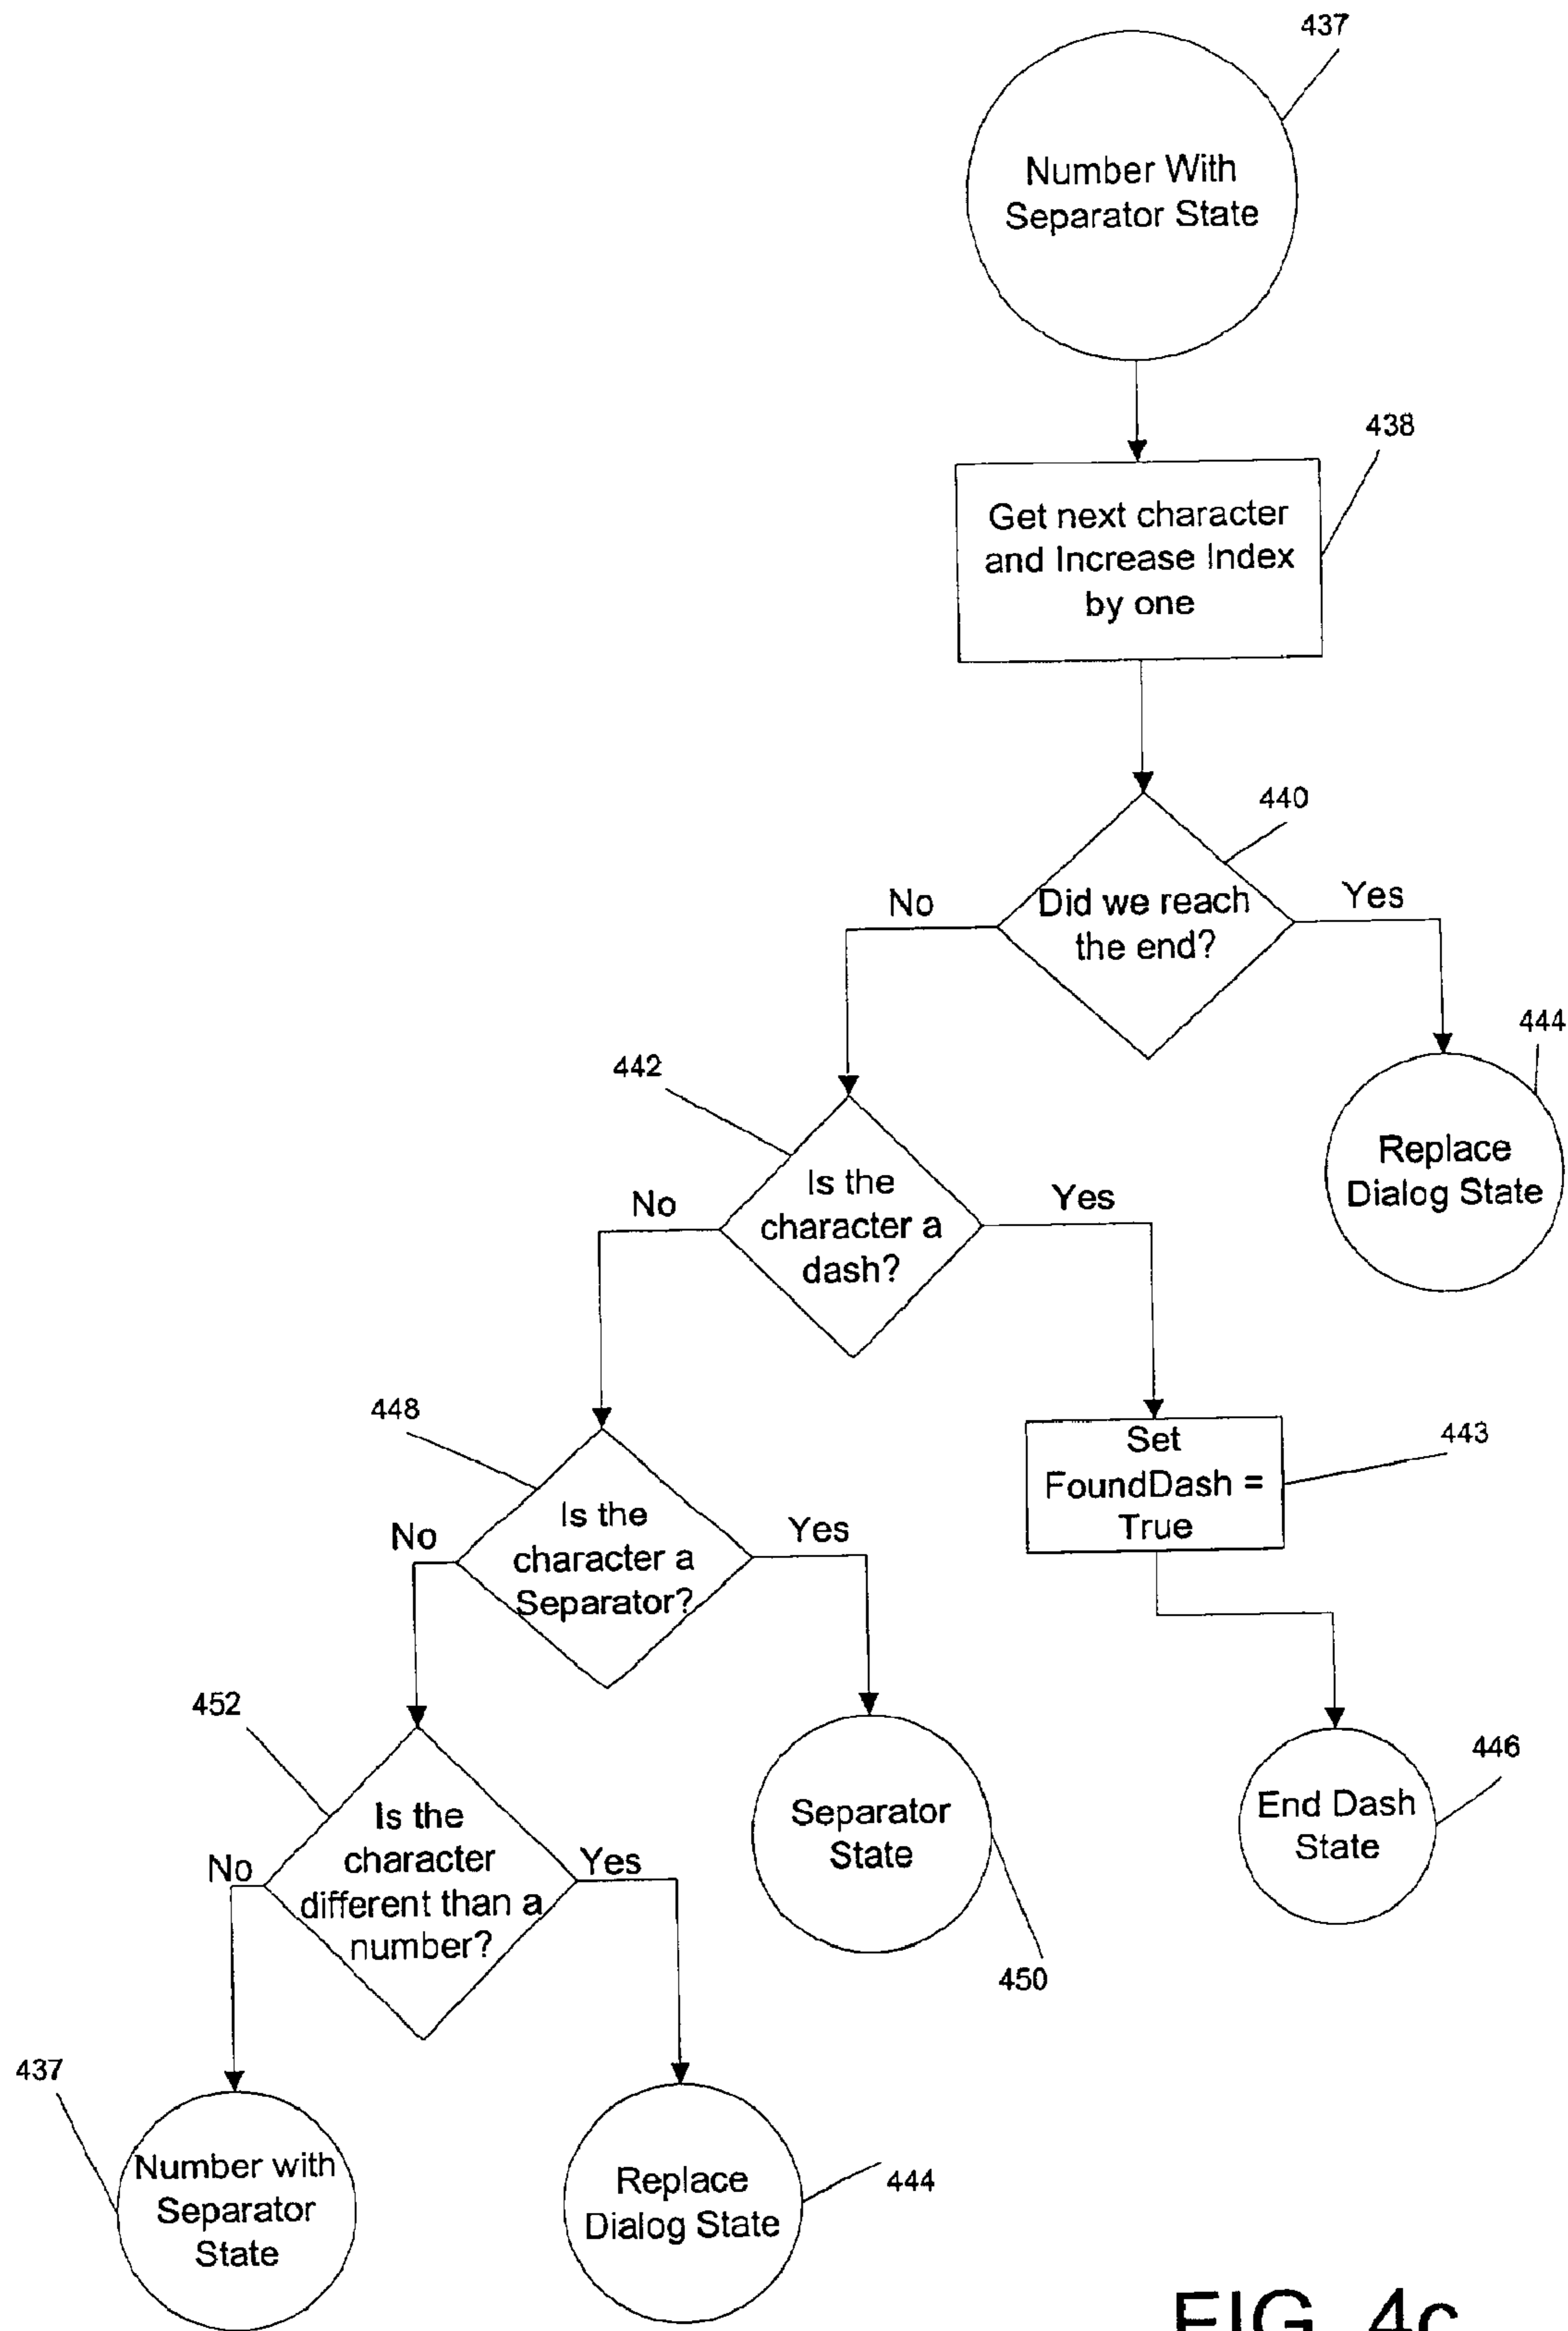 437
Number With
Separator State
438
Get next character
and Increase Index
by one
440
Did we reach
the end?
No
Yes
444
Replace
Dialog State
442
Is the
character a
dash?
No
Yes
448
Is the
character a
Separator?
No
Yes
Set
FoundDash =
True
443
452
Is the
character
different than a
number?
No
Yes
Separator
State
450
End Dash
State
446
437
Number with
Separator
State
Replace
Dialog State
444
FIG. 4c